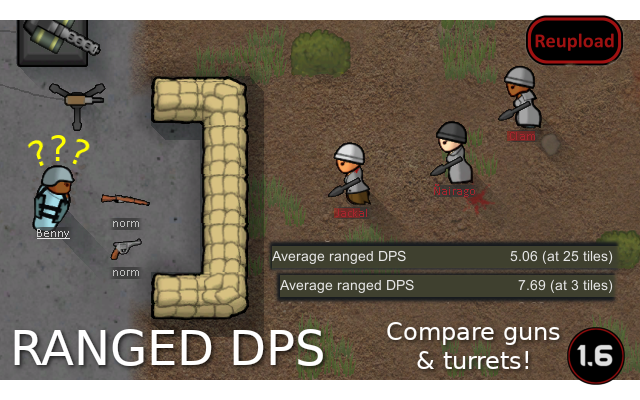 Reupload
???
Benny
norm
norm
Average ranged DPS 5.06 (at 25 tiles)
Average ranged DPS 7.69 (at 3 tiles)
RANGED DPS
Compare guns
& turrets!
1.6